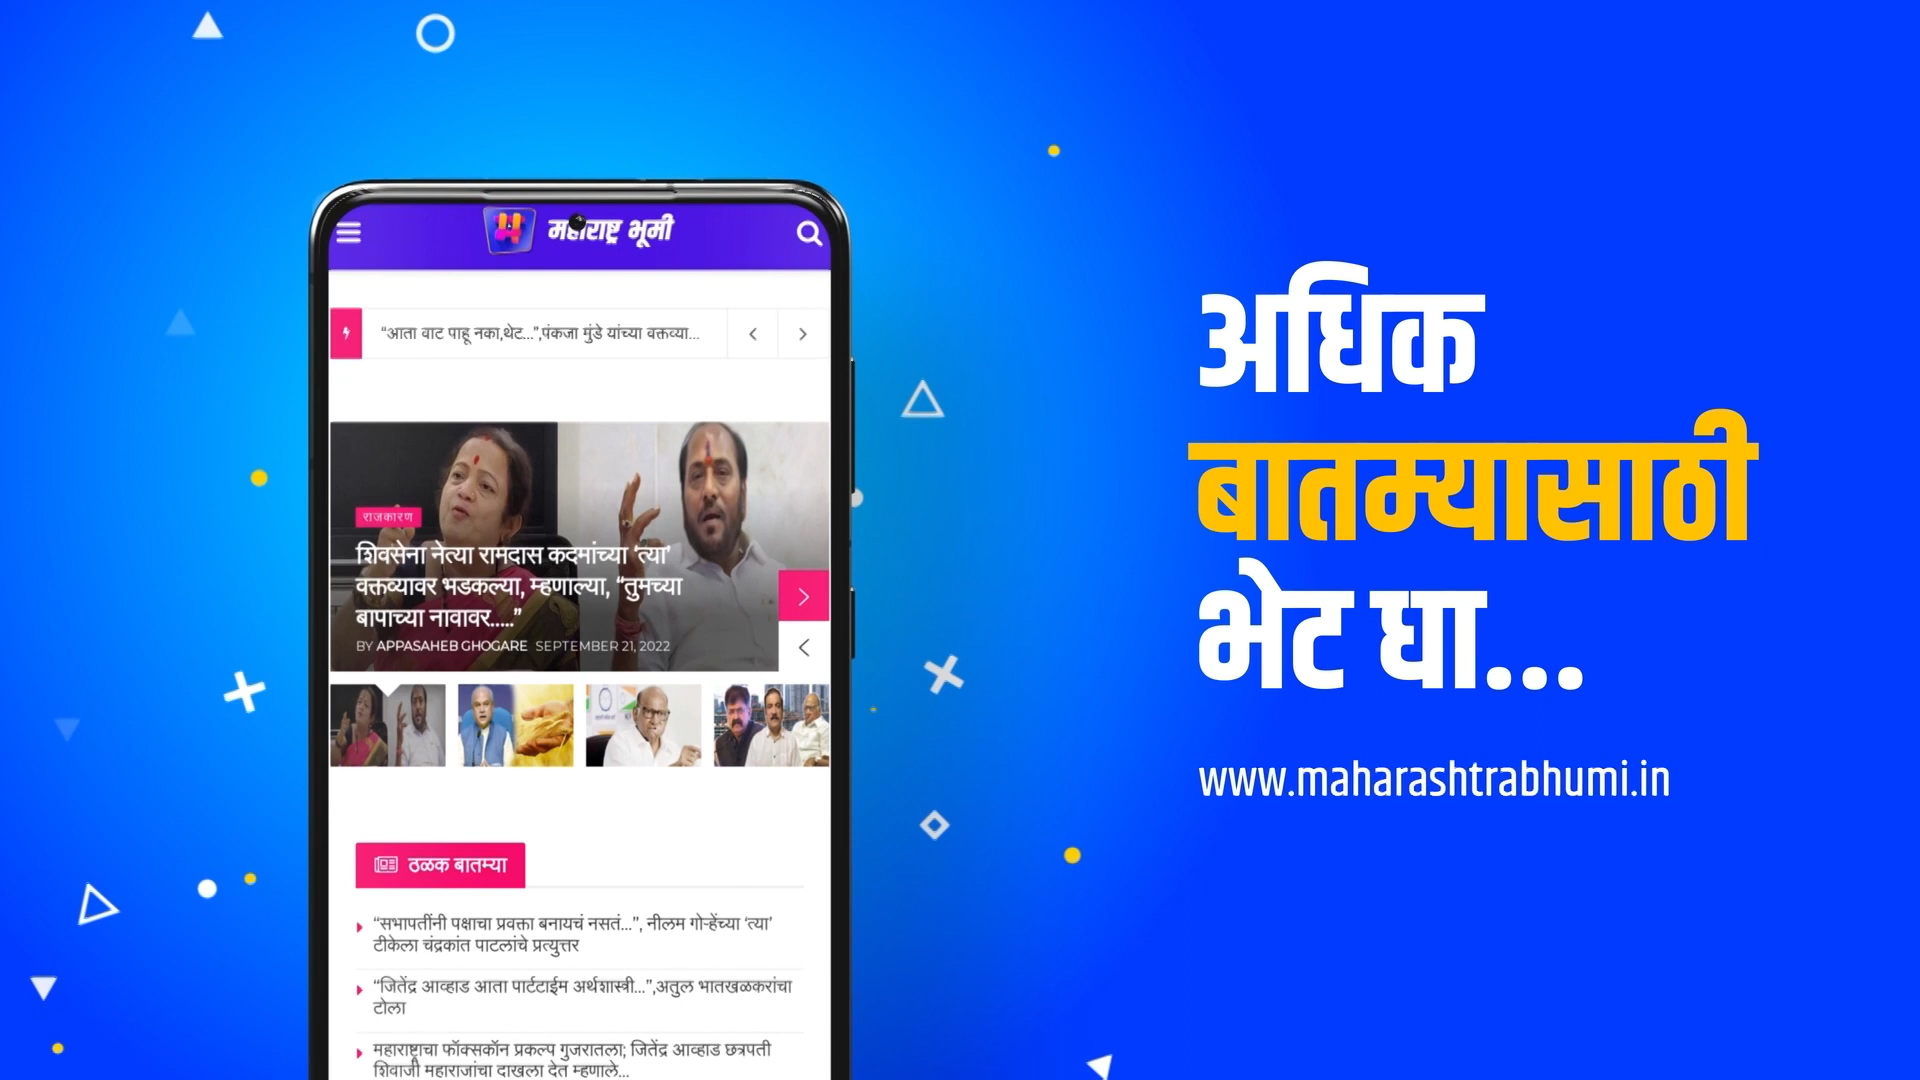 महाराष्ट्र भूमी
“आता वाट पाहू नका,थेट...”,पंकजा मुंडे यांच्या वक्तव्या...
राजकारण
शिवसेना नेत्या रामदास कदमांच्या ‘त्या’
वक्तव्यावर भडकल्या, म्हणाल्या, “तुमच्या
बापाच्या नावावर.....”
BY APPASAHEB GHOGARE SEPTEMBER 21, 2022
ठळक बातम्या
“सभापतींनी पक्षाचा प्रवक्ता बनायचं नसतं...”, नीलम गोऱ्हेंच्या ‘त्या’
टीकेला चंद्रकांत पाटलांचे प्रत्युत्तर
“जितेंद्र आव्हाड आता पार्टटाईम अर्थशास्त्री...”,अतुल भातखळकरांचा
टोला
महाराष्ट्राचा फॉक्सकॉन प्रकल्प गुजरातला; जितेंद्र आव्हाड छत्रपती
शिवाजी महाराजांचा दाखला देत म्हणाले...
अधिक
बातम्यासाठी
भेट घा...
www.maharashtrabhumi.in